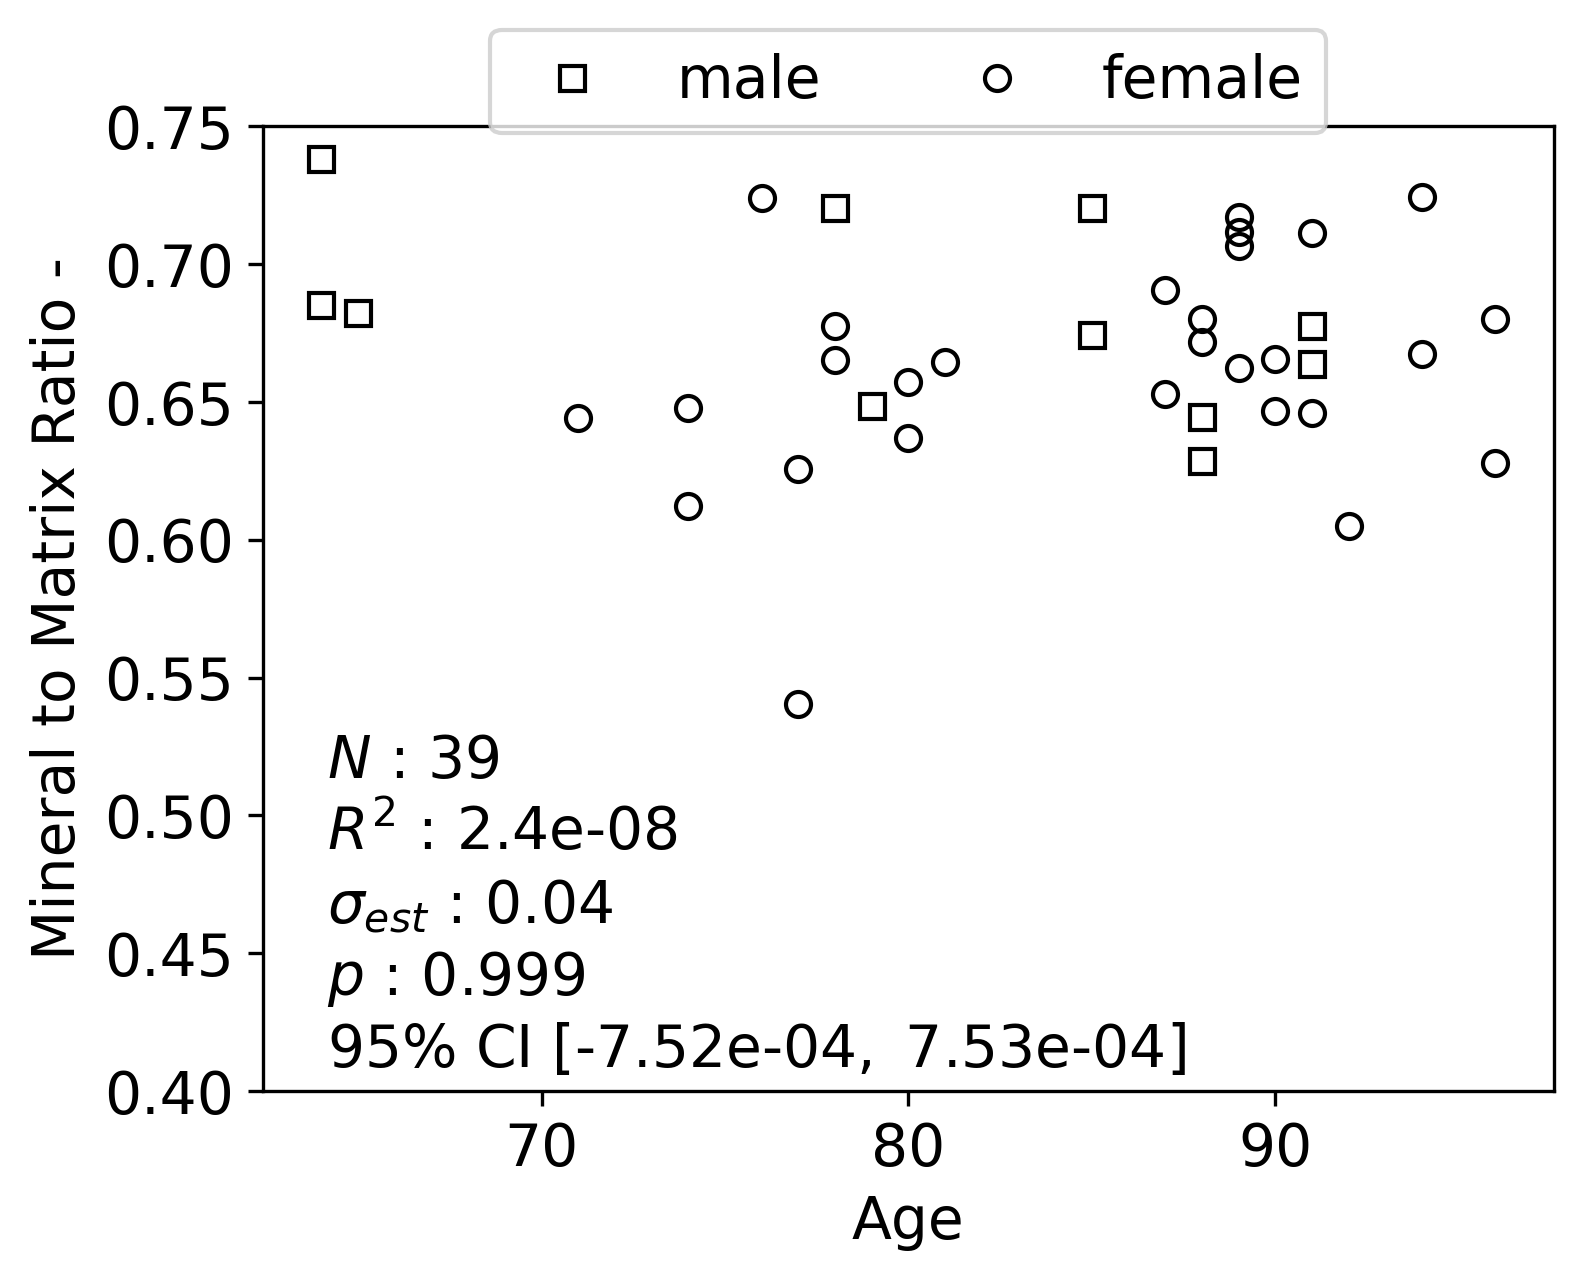 male female
0.75
0.70
0.65
0.60
0.55
0.50
0.45
0.40
Mineral to Matrix Ratio -
N : 39
R² : 2.4e-08
σest : 0.04
p : 0.999
95% CI [-7.52e-04, 7.53e-04]
70 80 90
Age